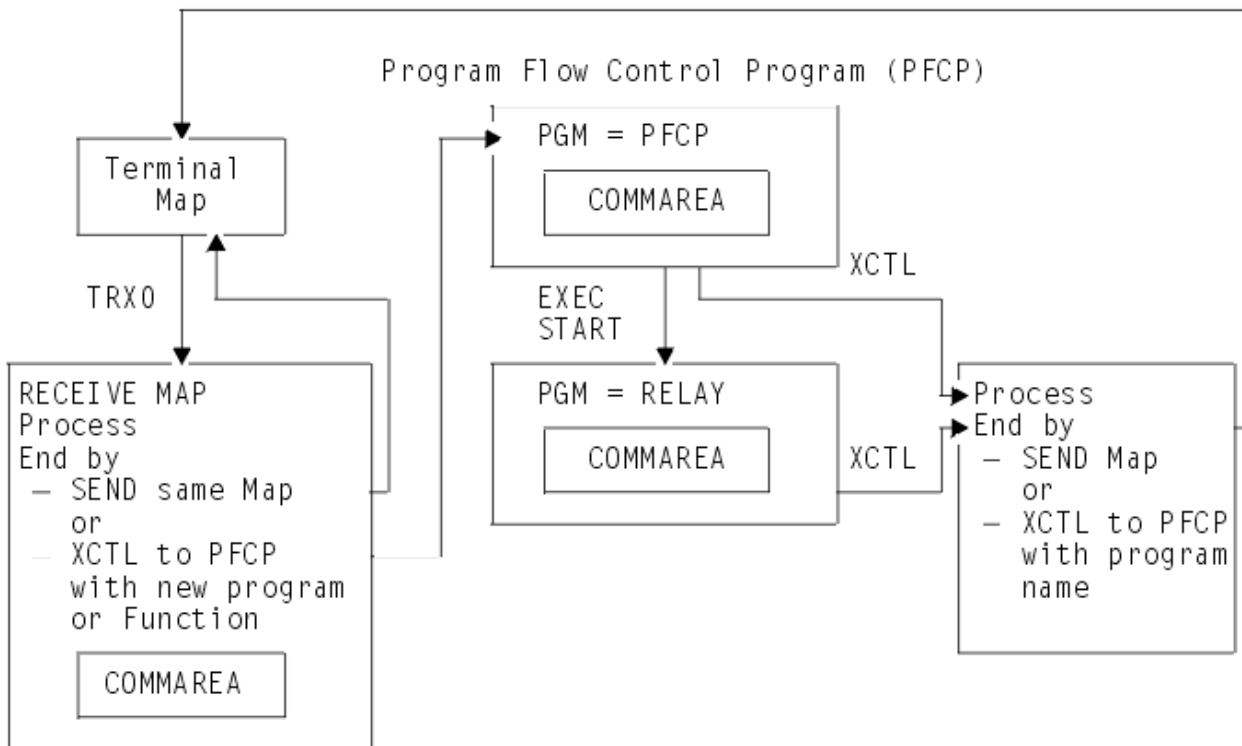 Program Flow Control Program (PFCP)
Terminal
Map
TRX0
RECEIVE MAP
Process
End by
— SEND same Map
or
— XCTL to PFCP
with new program
or Function
COMMAREA
PGM = PFCP
COMMAREA
EXEC
START
XCTL
PGM = RELAY
COMMAREA
XCTL
Process
End by
— SEND Map
or
— XCTL to PFCP
with program
name